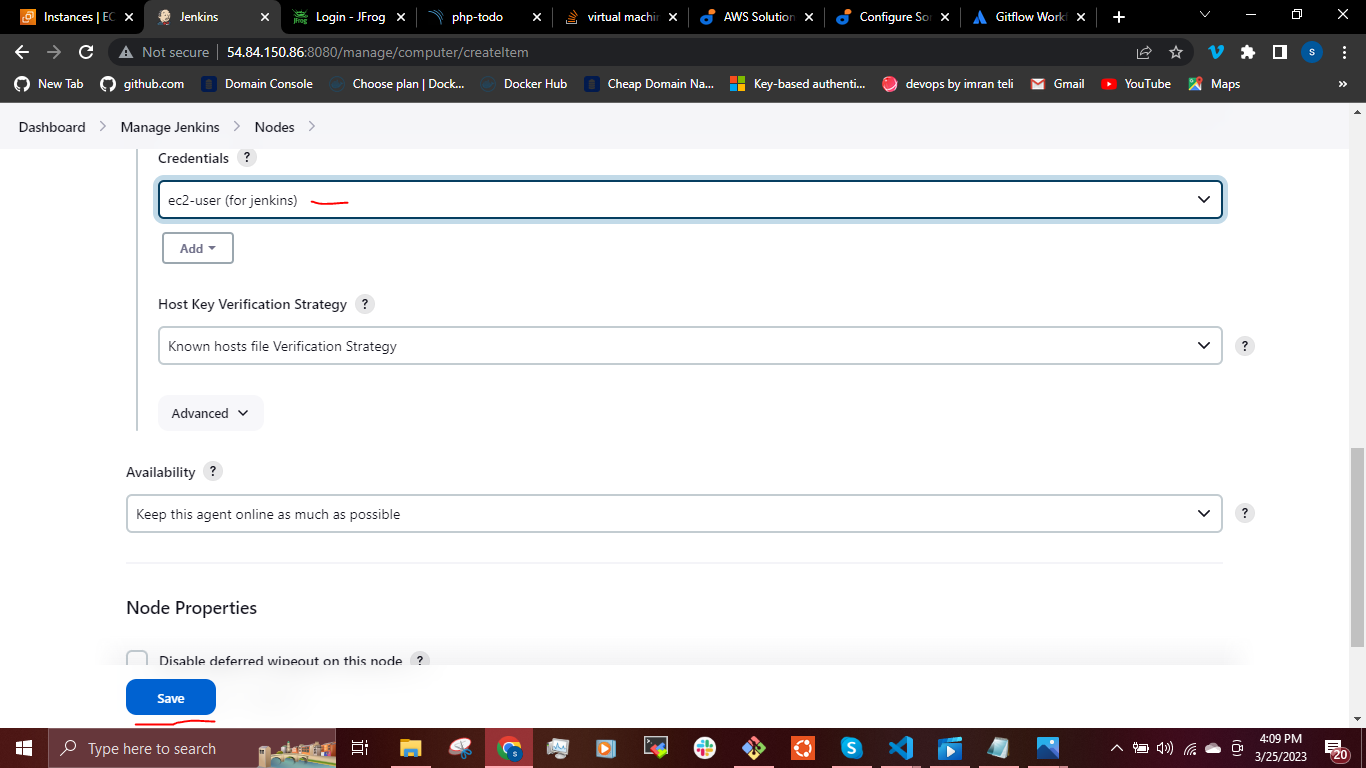 Instances | EC
Jenkins
Login - JFrog
php-todo
virtual machin
AWS Solution
Configure Son
Gitflow Workf
Not secure 54.84.150.86:8080/manage/computer/createItem
s
New Tab
github.com
Domain Console
Choose plan | Dock...
Docker Hub
Cheap Domain Na...
Key-based authenti...
devops by imran teli
Gmail
YouTube
Maps
»
Dashboard
Manage Jenkins
Nodes
Credentials ?
ec2-user (for jenkins)
Add
Host Key Verification Strategy ?
Known hosts file Verification Strategy
?
Advanced
Availability ?
Keep this agent online as much as possible
?
Node Properties
Disable deferred wipeout on this node ?
Save
Type here to search
4:09 PM
3/25/2023
20